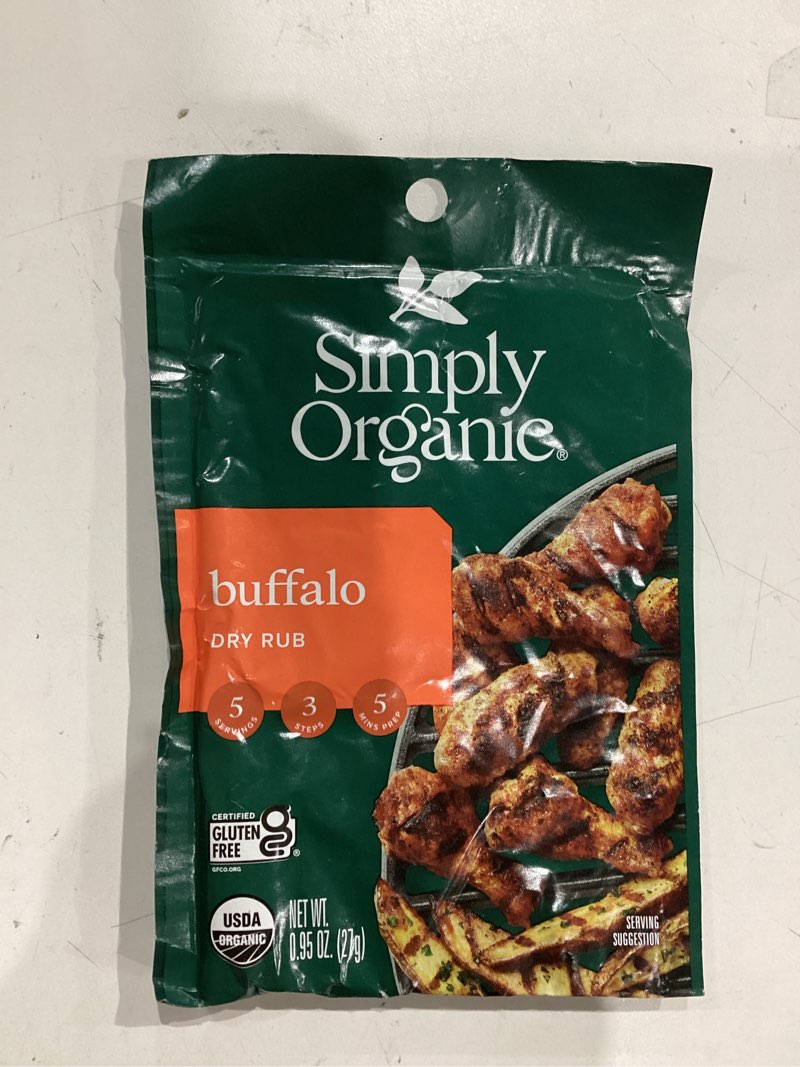 Simply
Organic®
buffalo
DRY RUB
5
SERVINGS
3
STEPS
5
MINS PREP
CERTIFIED
GLUTEN
FREE
®
GFCO.ORG
USDA
ORGANIC
NET WT.
0.95 OZ. (27g)
SERVING
SUGGESTION